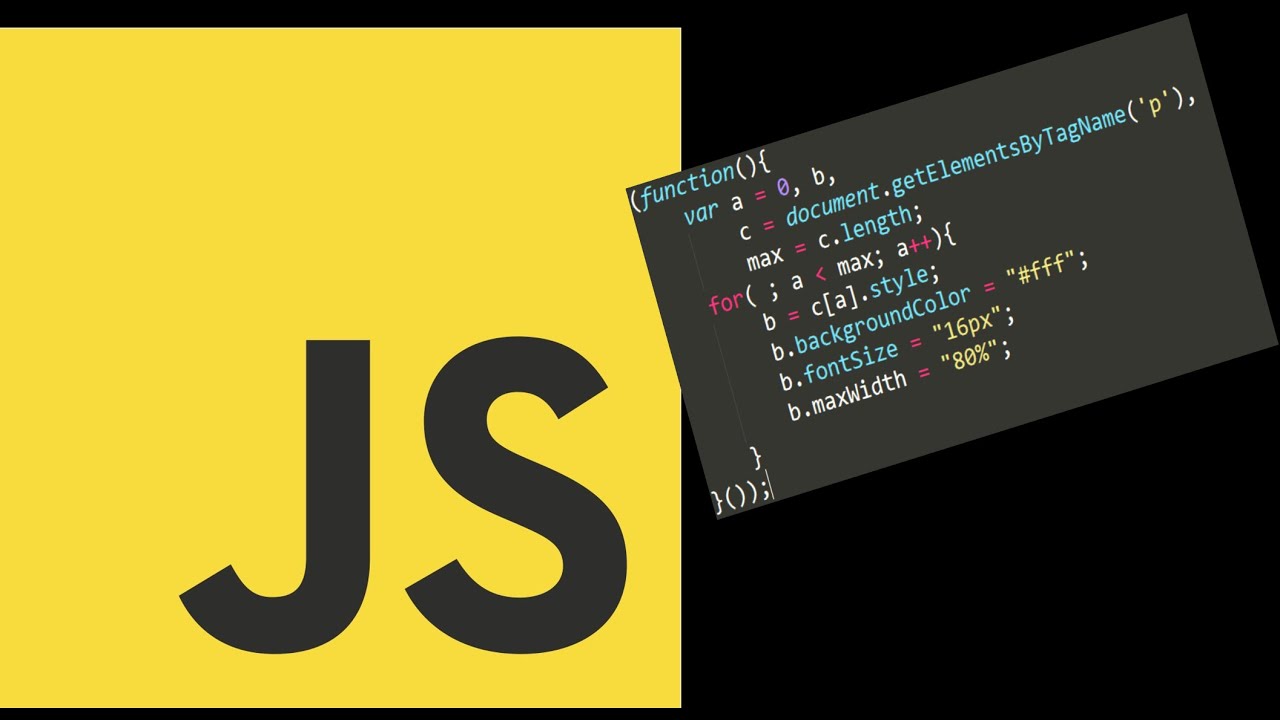 JS
(function(){
var a = 0, b,
c = document.getElementsByTagName('p'),
max = c.length;
for( ; a < max; a++){
b = c[a].style;
b.backgroundColor = "#fff";
b.fontSize = "16px";
b.maxWidth = "80%";
}
}());